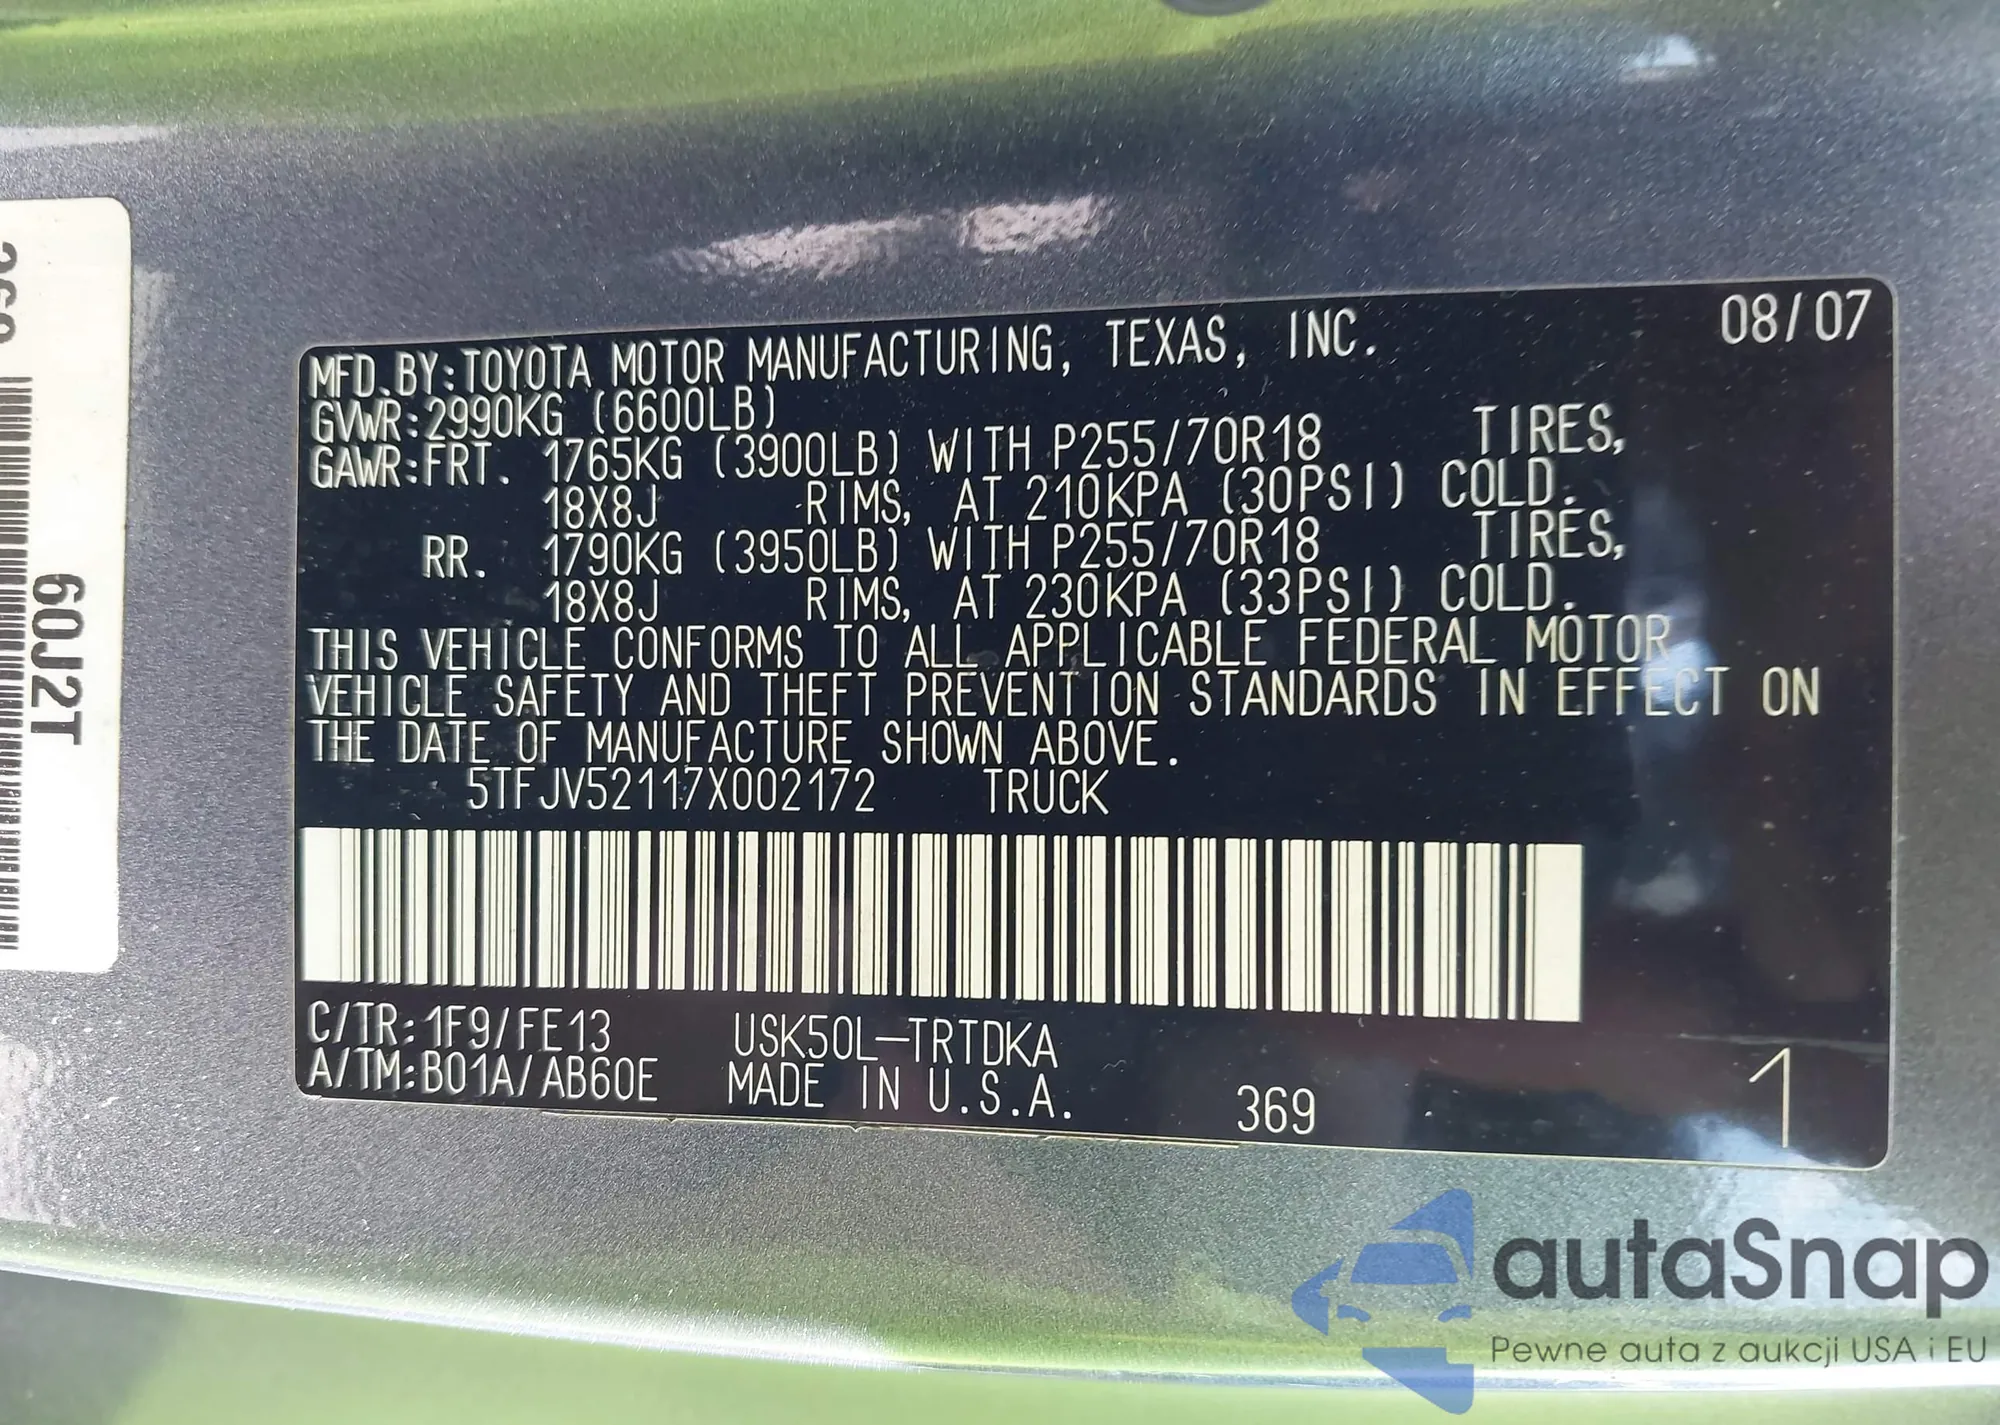 MFD.BY:TOYOTA MOTOR MANUFACTURING, TEXAS, INC. 08/07
GVWR:2990KG (6600LB)
GAWR:FRT. 1765KG (3900LB) WITH P255/70R18 TIRES,
18X8J RIMS, AT 210KPA (30PSI) COLD.
RR. 1790KG (3950LB) WITH P255/70R18 TIRES,
18X8J RIMS, AT 230KPA (33PSI) COLD.
THIS VEHICLE CONFORMS TO ALL APPLICABLE FEDERAL MOTOR
VEHICLE SAFETY AND THEFT PREVENTION STANDARDS IN EFFECT ON
THE DATE OF MANUFACTURE SHOWN ABOVE.
5TFJV52117X002172 TRUCK
C/TR:1F9/FE13 USK50L-TRTDKA
A/TM:B01A/AB60E MADE IN U.S.A. 369 1
60J2T
autaSnap
Pewne auta z aukcji USA i EU